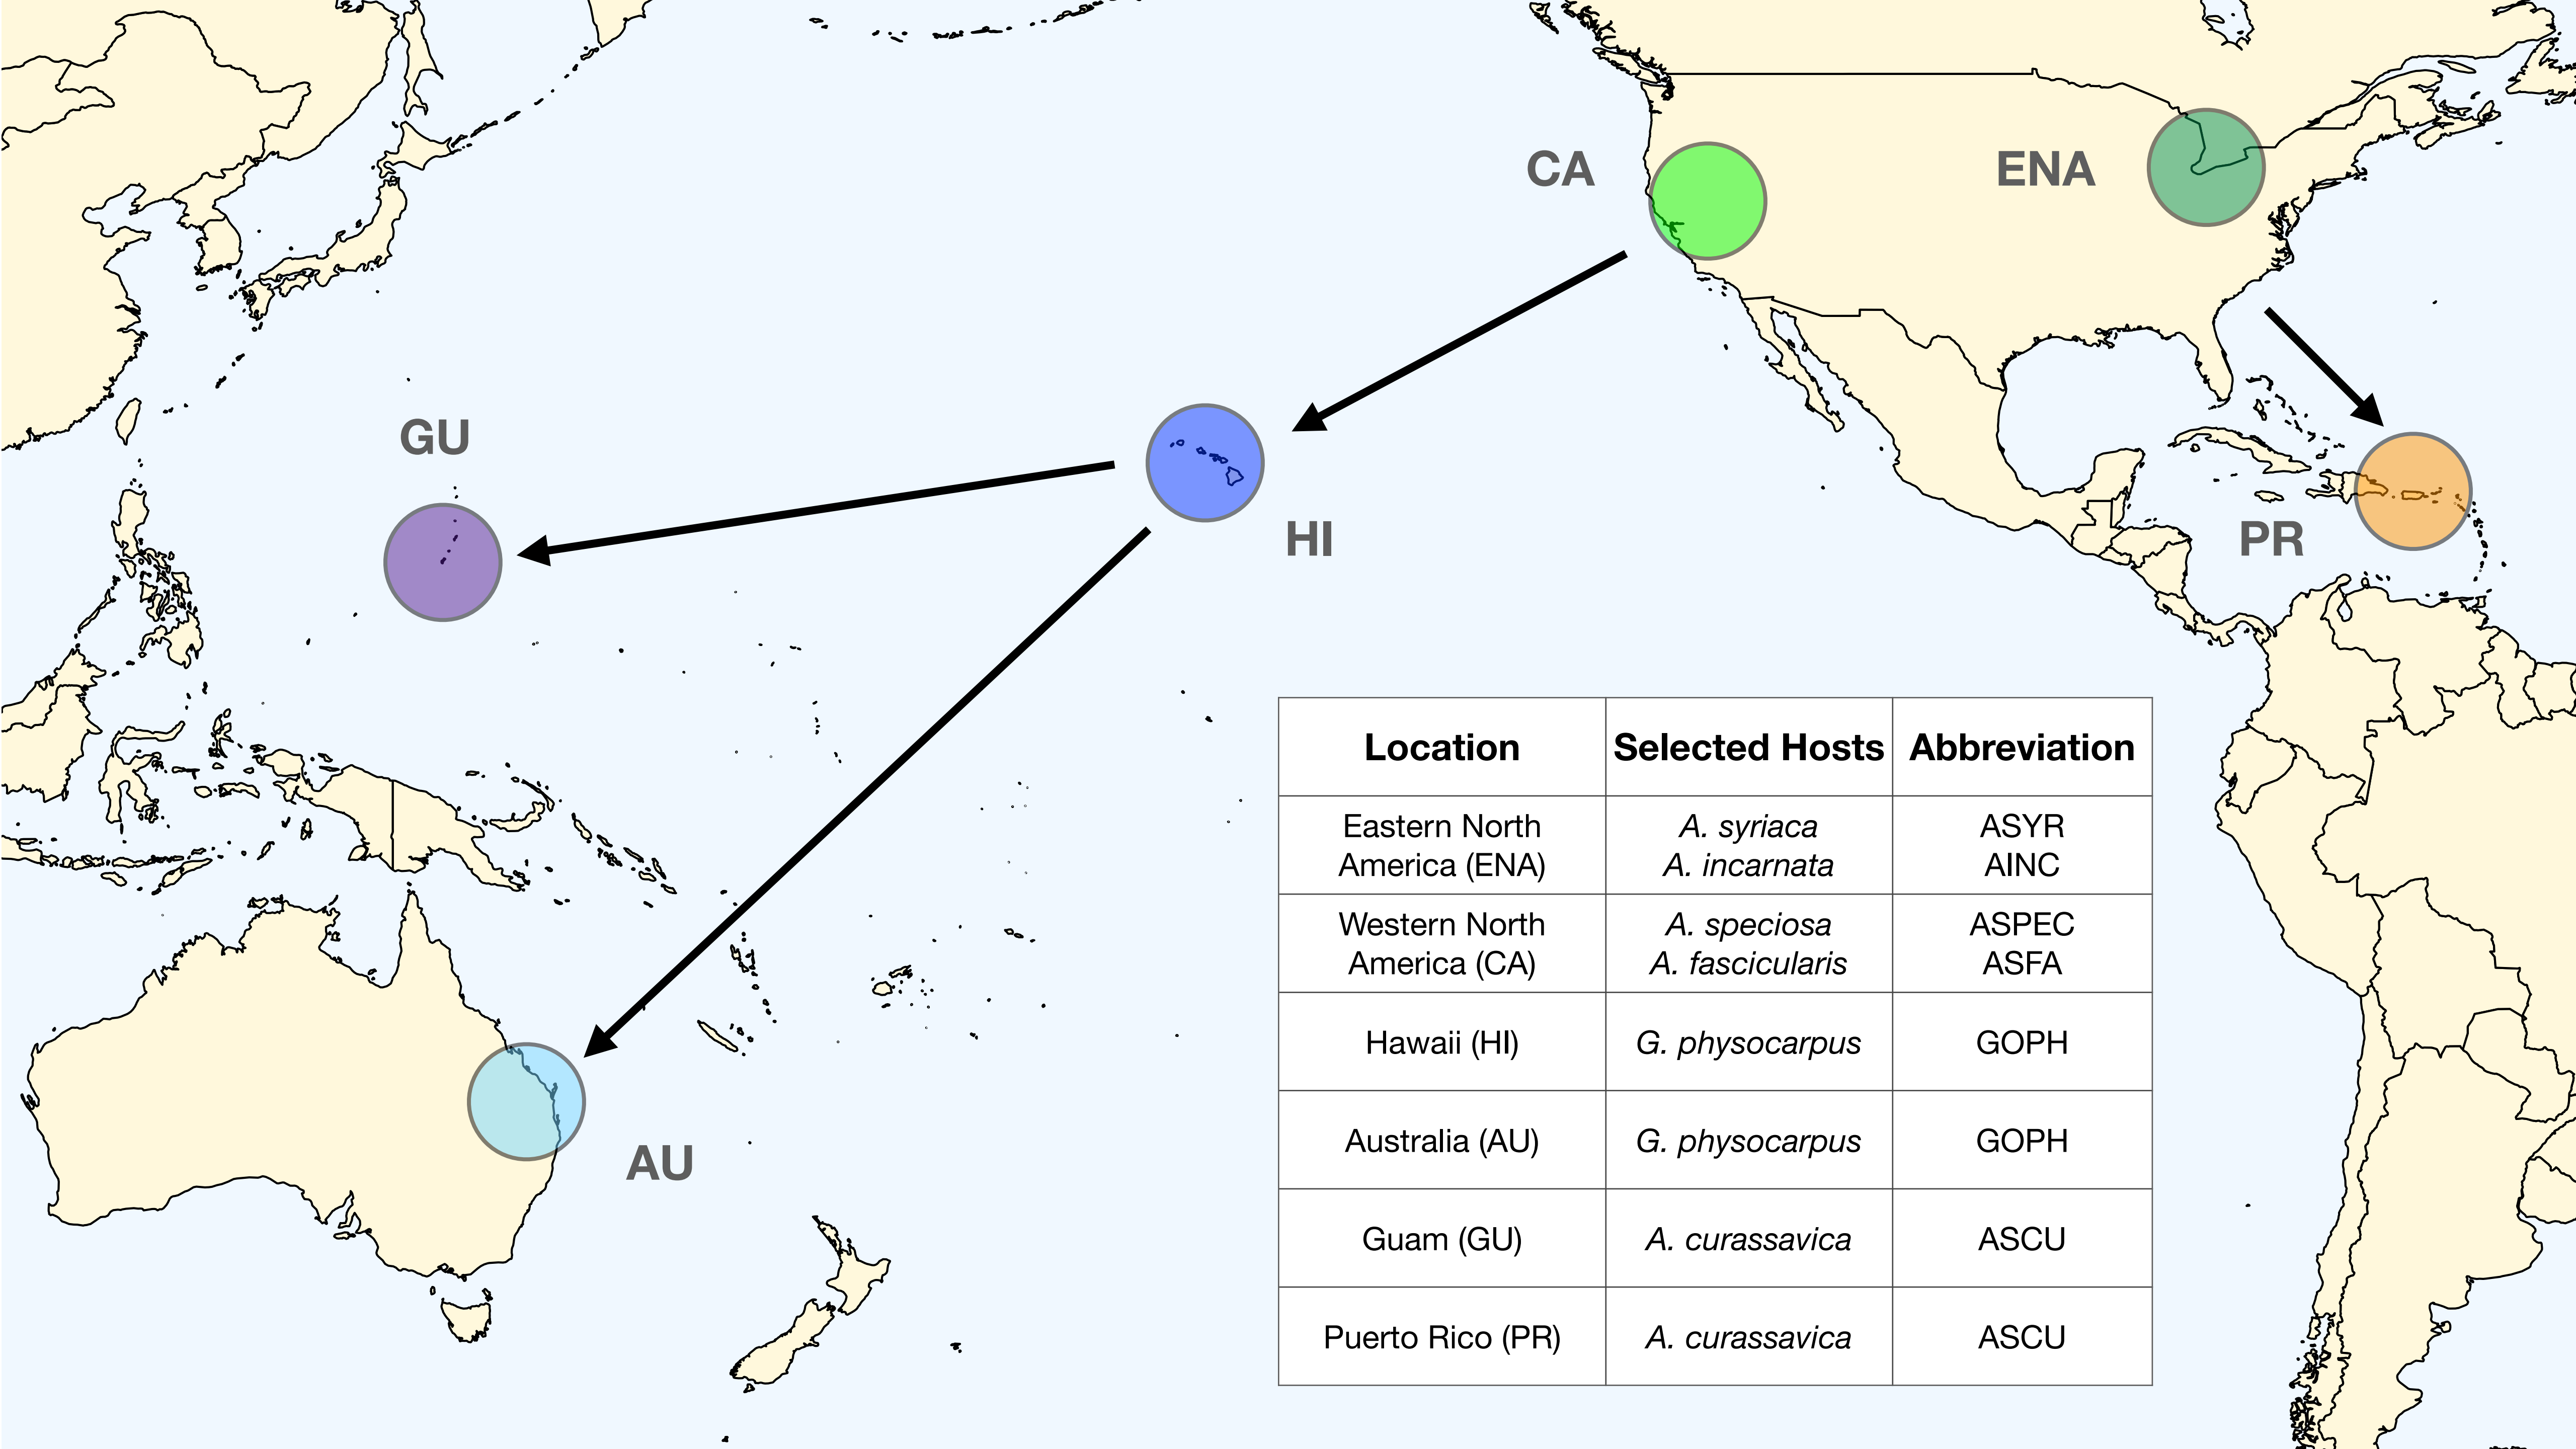 CA
ENA
GU
HI
PR
AU
Location Selected Hosts Abbreviation
Eastern North America (ENA) A. syriaca A. incarnata ASYR AINC
Western North America (CA) A. speciosa A. fascicularis ASPEC ASFA
Hawaii (HI) G. physocarpus GOPH
Australia (AU) G. physocarpus GOPH
Guam (GU) A. curassavica ASCU
Puerto Rico (PR) A. curassavica ASCU